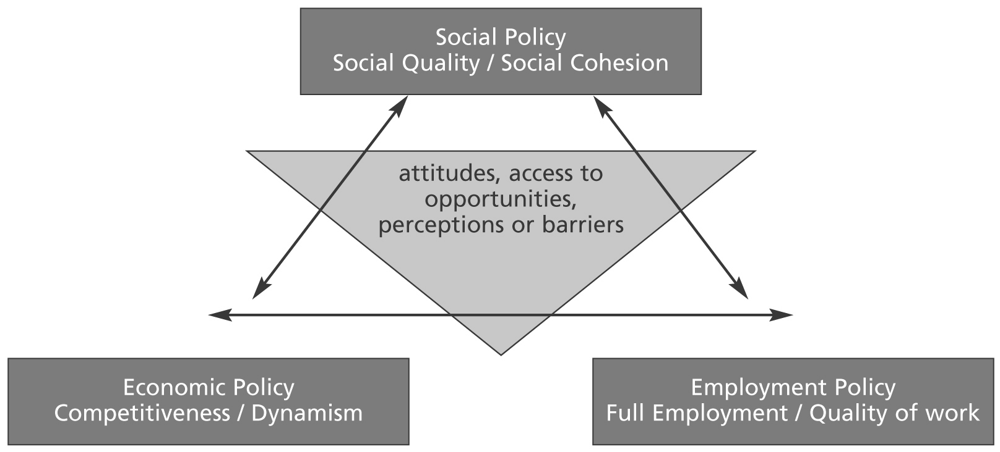 Social Policy
Social Quality / Social Cohesion
attitudes, access to
opportunities,
perceptions or barriers
Economic Policy
Competitiveness / Dynamism
Employment Policy
Full Employment / Quality of work